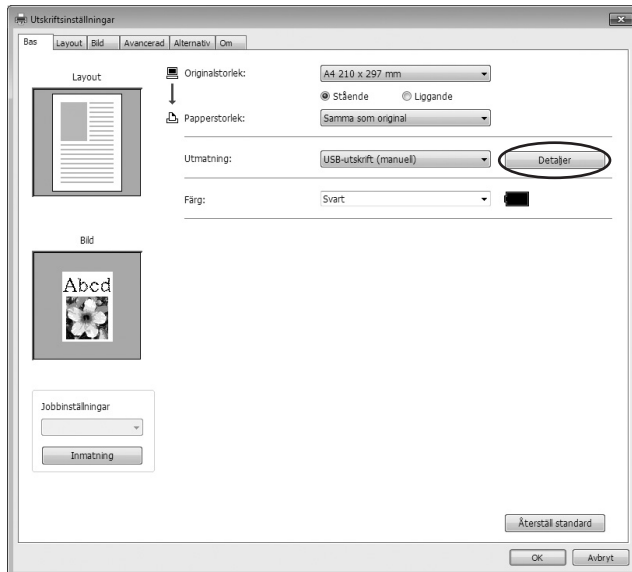 Utskriftsinställningar
Bas Layout Bild Avancerad Alternativ Om
Layout
Originalstorlek: A4 210 x 297 mm
Stående Liggande
Papperstorlek: Samma som original
Utmatning: USB-utskrift (manuell) Detaljer
Färg: Svart
Bild
Abcd
Jobbinställningar
Inmatning
Återställ standard
OK Avbryt